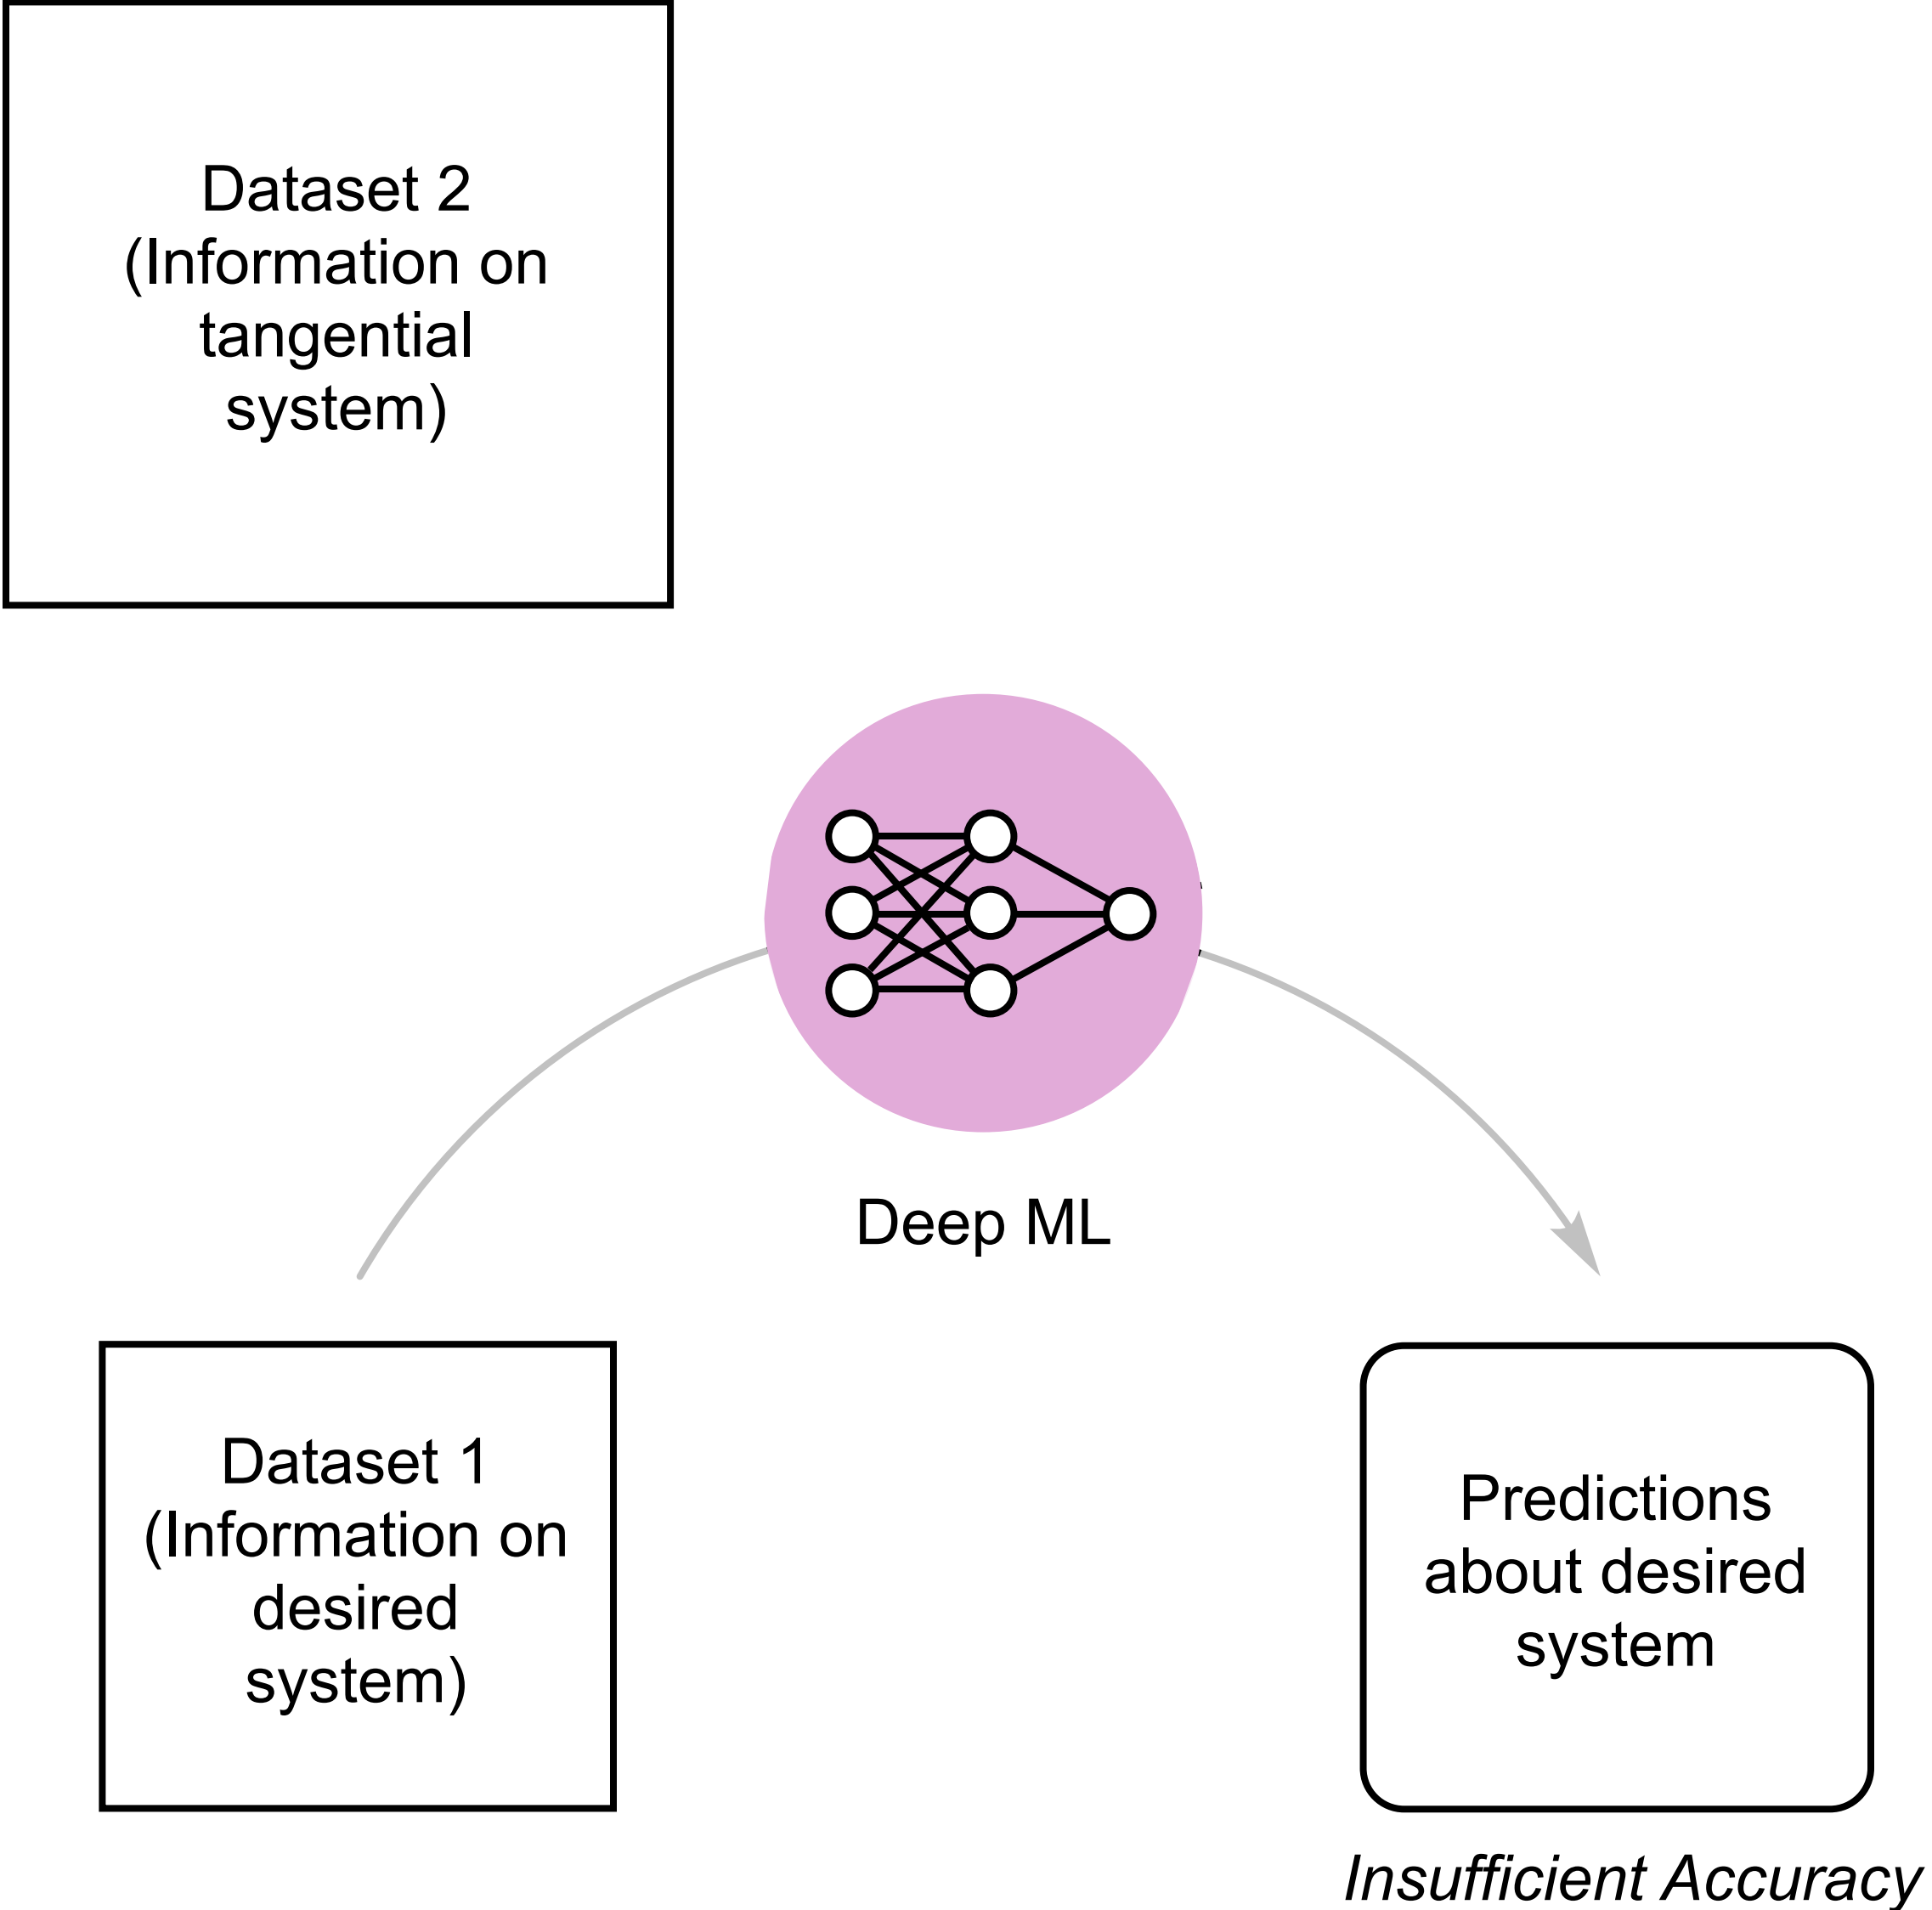 Dataset 2
(Information on
tangential
system)
Deep ML
Dataset 1
(Information on
desired
system)
Predictions
about desired
system
Insufficient Accuracy